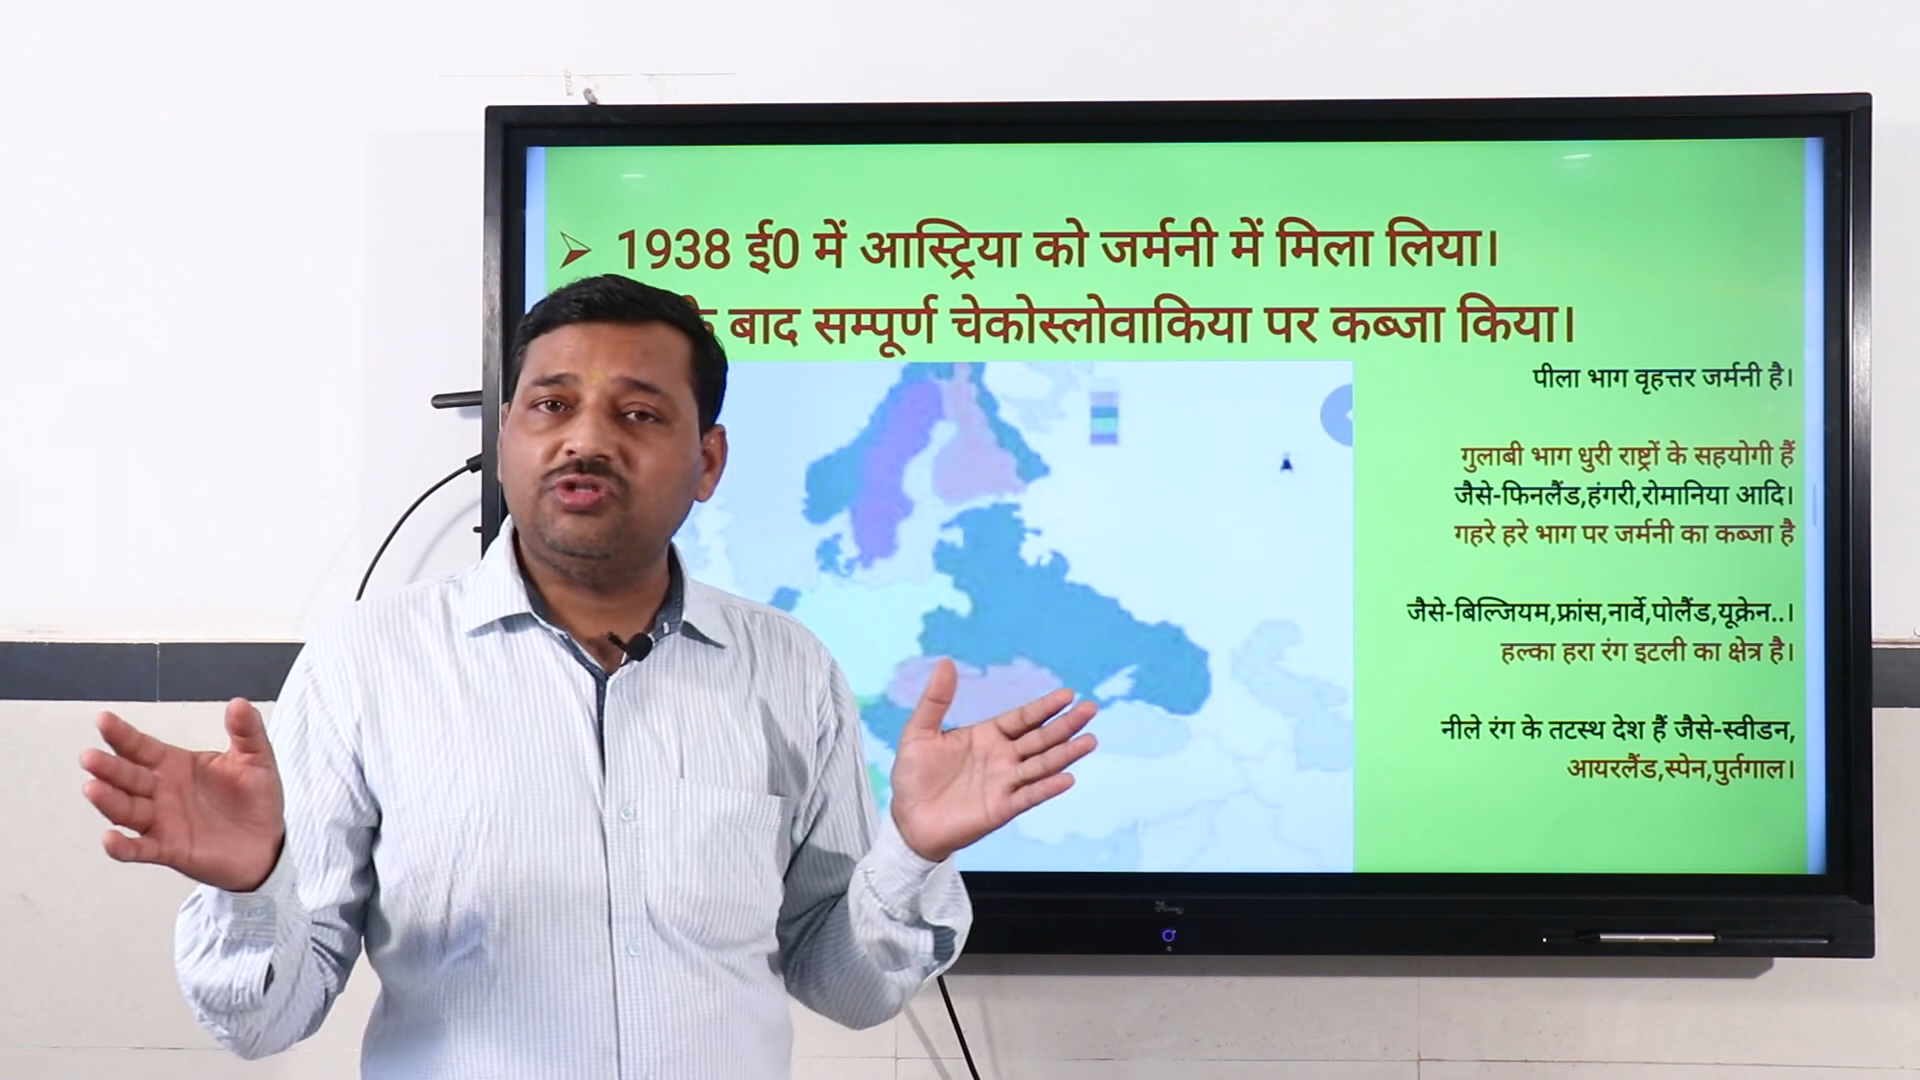 ➢ 1938 ई0 में आस्ट्रिया को जर्मनी में मिला लिया।
बाद सम्पूर्ण चेकोस्लोवाकिया पर कब्जा किया।
पीला भाग वृहत्तर जर्मनी है।
गुलाबी भाग धुरी राष्ट्रों के सहयोगी हैं
जैसे-फिनलैंड,हंगरी,रोमानिया आदि।
गहरे हरे भाग पर जर्मनी का कब्जा है
जैसे-बिल्जियम,फ्रांस,नार्वे,पोलैंड,यूक्रेन..।
हल्का हरा रंग इटली का क्षेत्र है।
नीले रंग के तटस्थ देश हैं जैसे-स्वीडन,
आयरलैंड,स्पेन,पुर्तगाल।